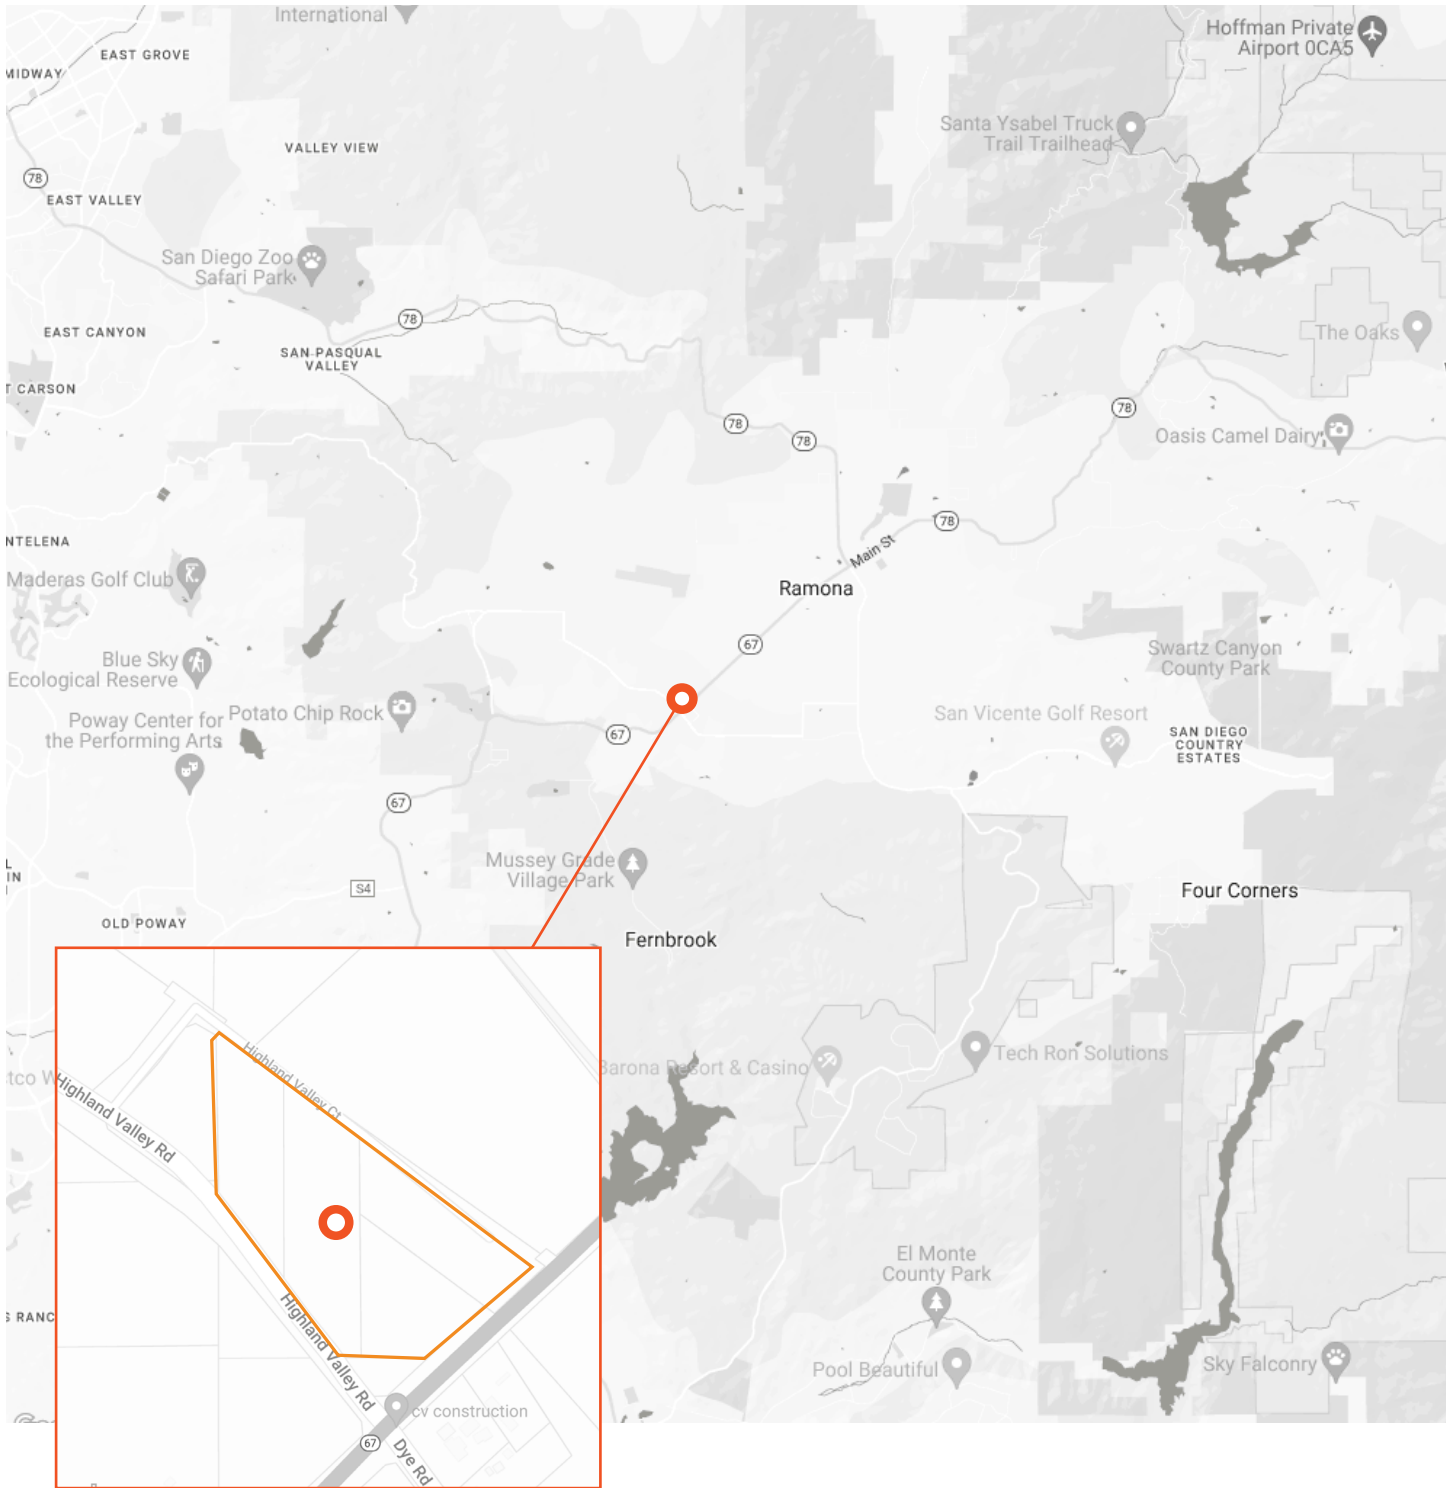 International
EAST GROVE
Hoffman Private
Airport 0CA5
MIDWAY
Santa Ysabel Truck
Trail Trailhead
VALLEY VIEW
78
EAST VALLEY
San Diego Zoo
Safari Park
78
EAST CANYON
The Oaks
SAN PASQUAL
VALLEY
T CARSON
78
78
78
Oasis Camel Dairy
78
NTELENA
Main St
Maderas Golf Club
Ramona
67
Blue Sky
Ecological Reserve
Swartz Canyon
County Park
Potato Chip Rock
Poway Center for
the Performing Arts
San Vicente Golf Resort
67
SAN DIEGO
COUNTRY
ESTATES
67
Mussey Grade
Village Park
L
IN
S4
Four Corners
OLD POWAY
Fernbrook
Highland Valley Ct
Tech Ron Solutions
Barona Resort & Casino
tco W
Highland Valley Rd
El Monte
County Park
S RANC
Highland Valley Rd
Pool Beautiful
Sky Falconry
cv construction
67
Dye Rd